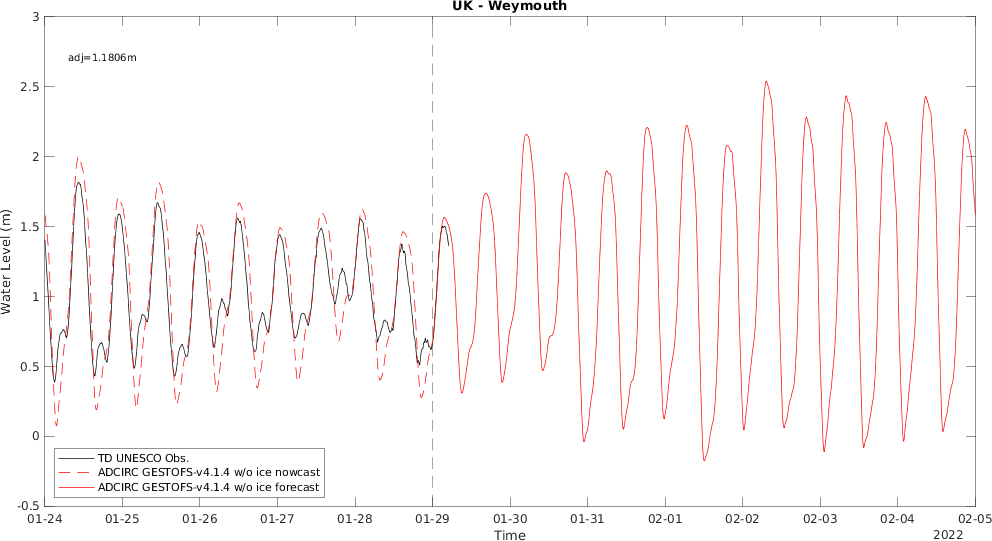 UK - Weymouth
3
adj=1.1806m
2.5
2
1.5
Water Level (m)
1
0.5
0
TD UNESCO Obs.
ADCIRC GESTOFS-v4.1.4 w/o ice nowcast
ADCIRC GESTOFS-v4.1.4 w/o ice forecast
-0.5
01-24 01-25 01-26 01-27 01-28 01-29 01-30 01-31 02-01 02-02 02-03 02-04 02-05
Time 2022